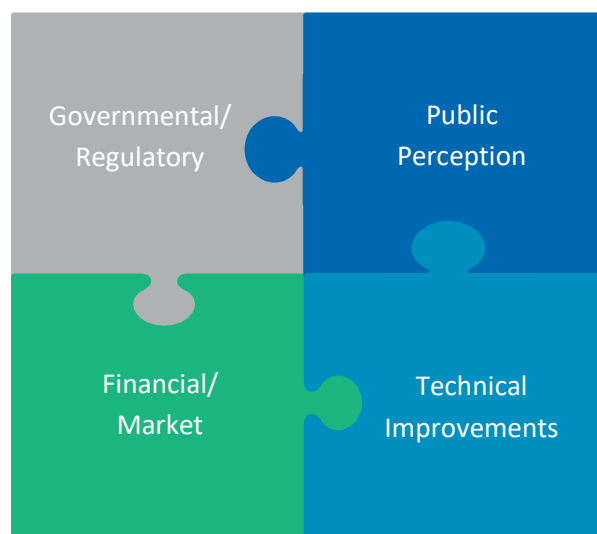 Governmental/
Regulatory
Public
Perception
Financial/
Market
Technical
Improvements